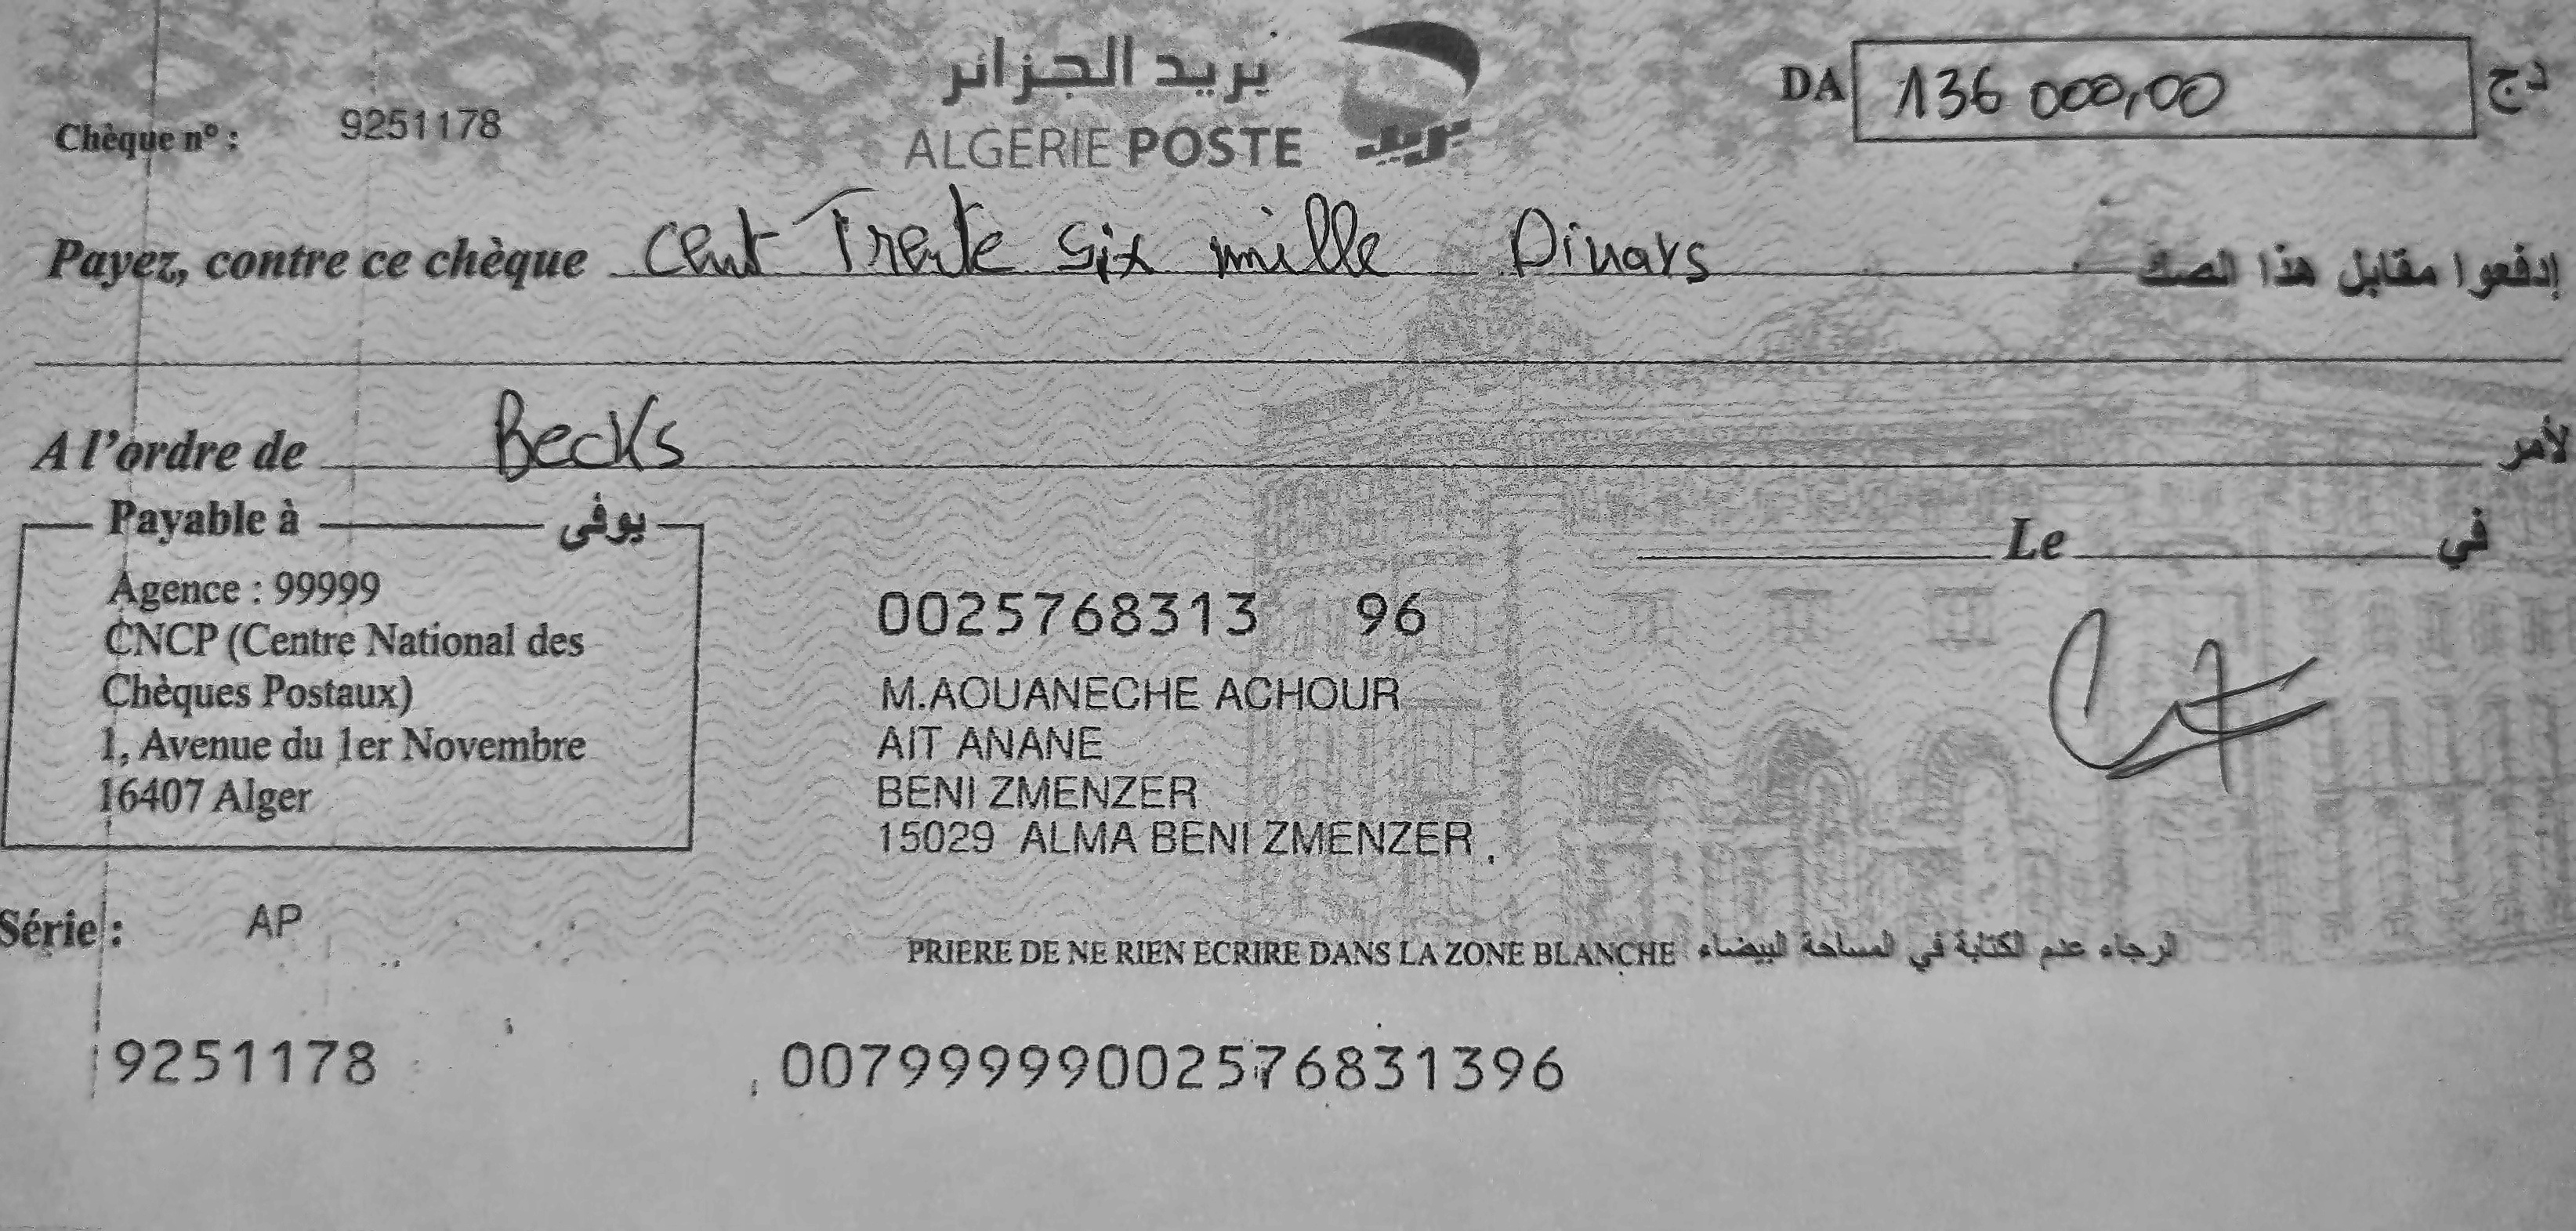 بريد الجزائر
ALGERIE POSTE
بريد
Chèque n° : 9251178
DA 136 000,00 دج
Payez, contre ce chèque Cent Trente Six mille Dinars إدفعوا مقابل هذا الصك
A l'ordre de Becks لأمر
Payable à يوفى
Le في
Agence : 99999
CNCP (Centre National des
Chèques Postaux)
1, Avenue du 1er Novembre
16407 Alger
0025768313 96
M.AOUANECHE ACHOUR
AIT ANANE
BENI ZMENZER
15029 ALMA BENI ZMENZER
Série : AP
PRIERE DE NE RIEN ECRIRE DANS LA ZONE BLANCHE الرجاء عدم الكتابة في المساحة البيضاء
9251178 00799999002576831396